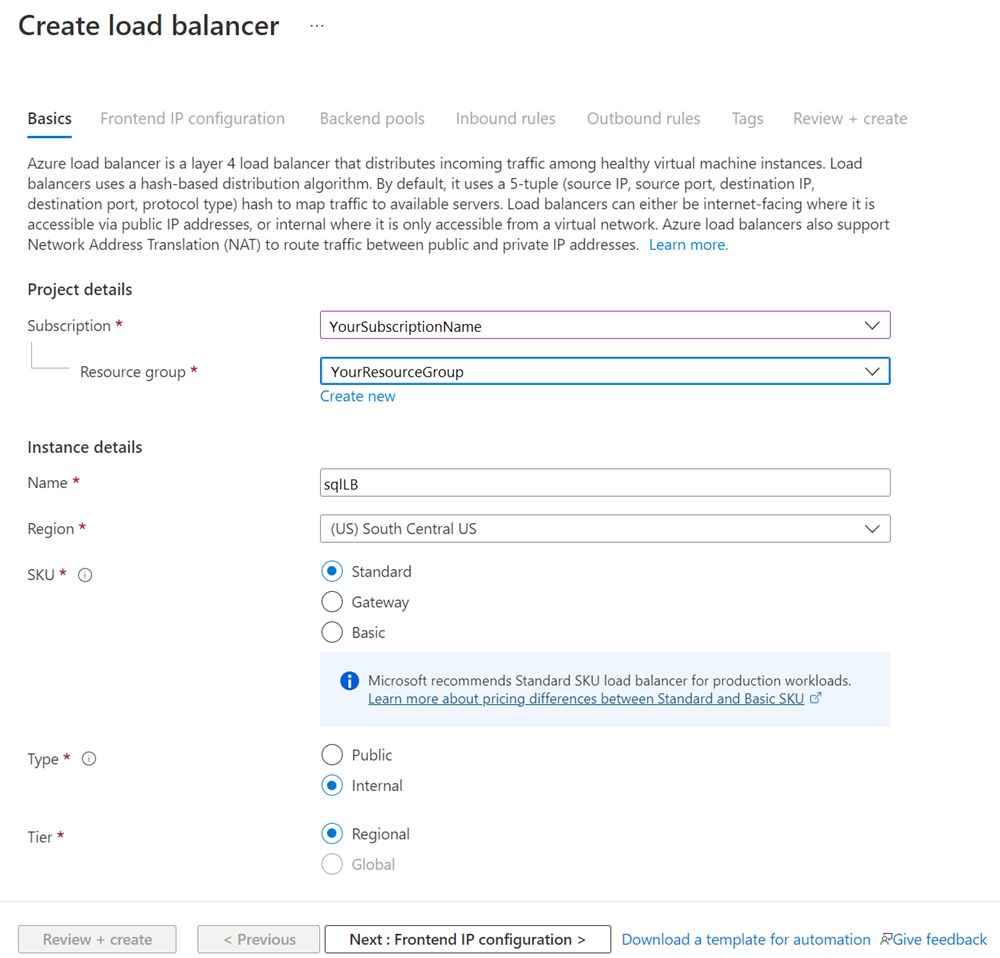 Create load balancer ...
Basics Frontend IP configuration Backend pools Inbound rules Outbound rules Tags Review + create
Azure load balancer is a layer 4 load balancer that distributes incoming traffic among healthy virtual machine instances. Load
balancers uses a hash-based distribution algorithm. By default, it uses a 5-tuple (source IP, source port, destination IP,
destination port, protocol type) hash to map traffic to available servers. Load balancers can either be internet-facing where it is
accessible via public IP addresses, or internal where it is only accessible from a virtual network. Azure load balancers also support
Network Address Translation (NAT) to route traffic between public and private IP addresses. Learn more.
Project details
Subscription * YourSubscriptionName
Resource group * YourResourceGroup
Create new
Instance details
Name * sqlLB
Region * (US) South Central US
SKU * Standard
Gateway
Basic
Microsoft recommends Standard SKU load balancer for production workloads.
Learn more about pricing differences between Standard and Basic SKU
Type * Public
Internal
Tier * Regional
Global
Review + create < Previous Next : Frontend IP configuration > Download a template for automation Give feedback